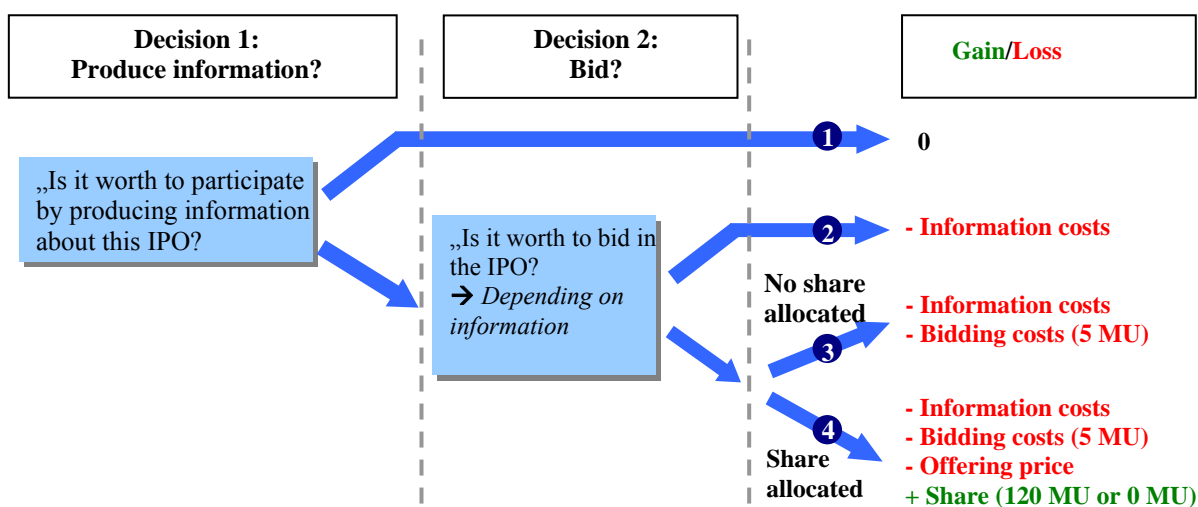 Decision 1:
Produce information?
Decision 2:
Bid?
Gain/Loss
„Is it worth to participate
by producing information
about this IPO?
1
0
„Is it worth to bid in
the IPO?
➔ Depending on
information
2
- Information costs
No share
allocated
3
- Information costs
- Bidding costs (5 MU)
4
Share
allocated
- Information costs
- Bidding costs (5 MU)
- Offering price
+ Share (120 MU or 0 MU)